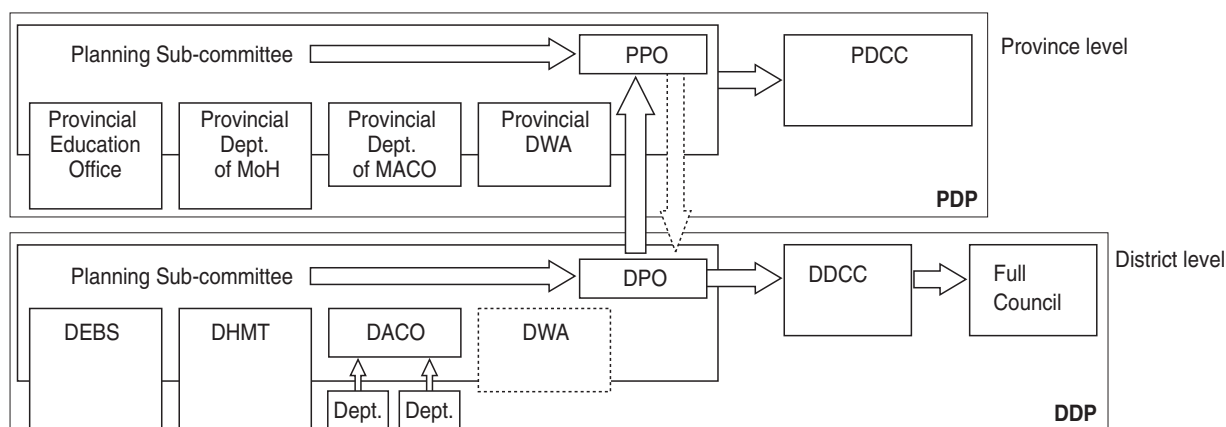 Planning Sub-committee
PPO
PDCC
Province level
Provincial
Education
Office
Provincial
Dept.
of MoH
Provincial
Dept.
of MACO
Provincial
DWA
PDP
Planning Sub-committee
DPO
DDCC
Full
Council
District level
DEBS
DHMT
DACO
DWA
Dept.
Dept.
DDP